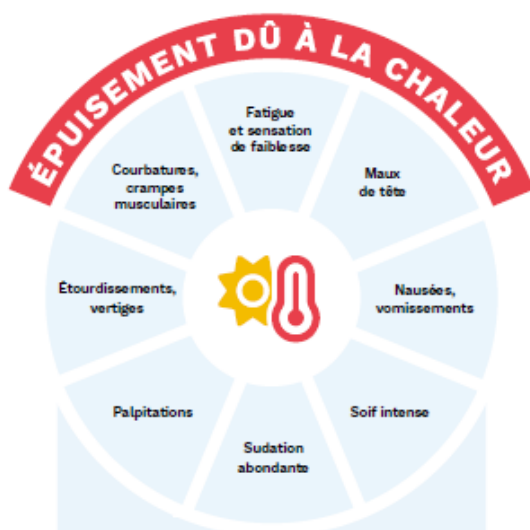 ÉPUISEMENT DÛ À LA CHALEUR
Fatigue
et sensation
de faiblesse
Maux
de tête
Nausées,
vomissements
Soif intense
Sudation
abondante
Palpitations
Étourdissements,
vertiges
Courbatures,
crampes
musculaires